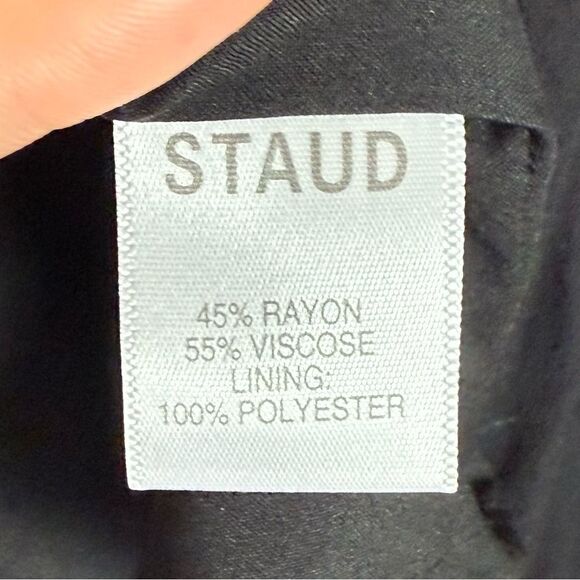 STAUD
45% RAYON
55% VISCOSE
LINING:
100% POLYESTER